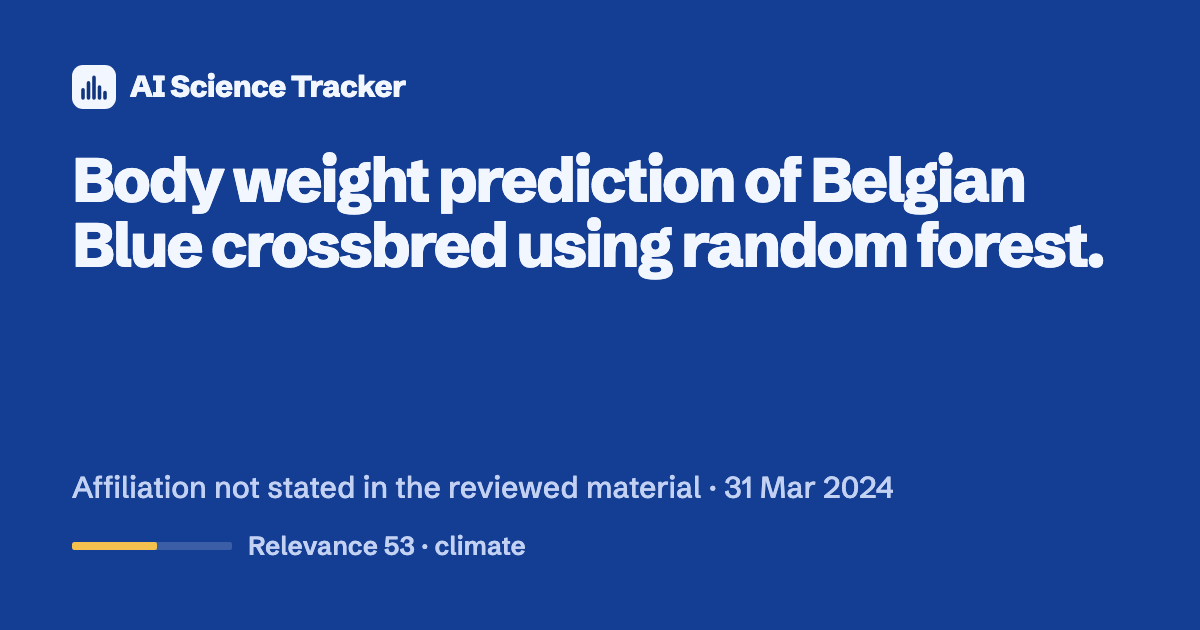 AI Science Tracker
Body weight prediction of Belgian
Blue crossbred using random forest.
Affiliation not stated in the reviewed material · 31 Mar 2024
Relevance 53 · climate